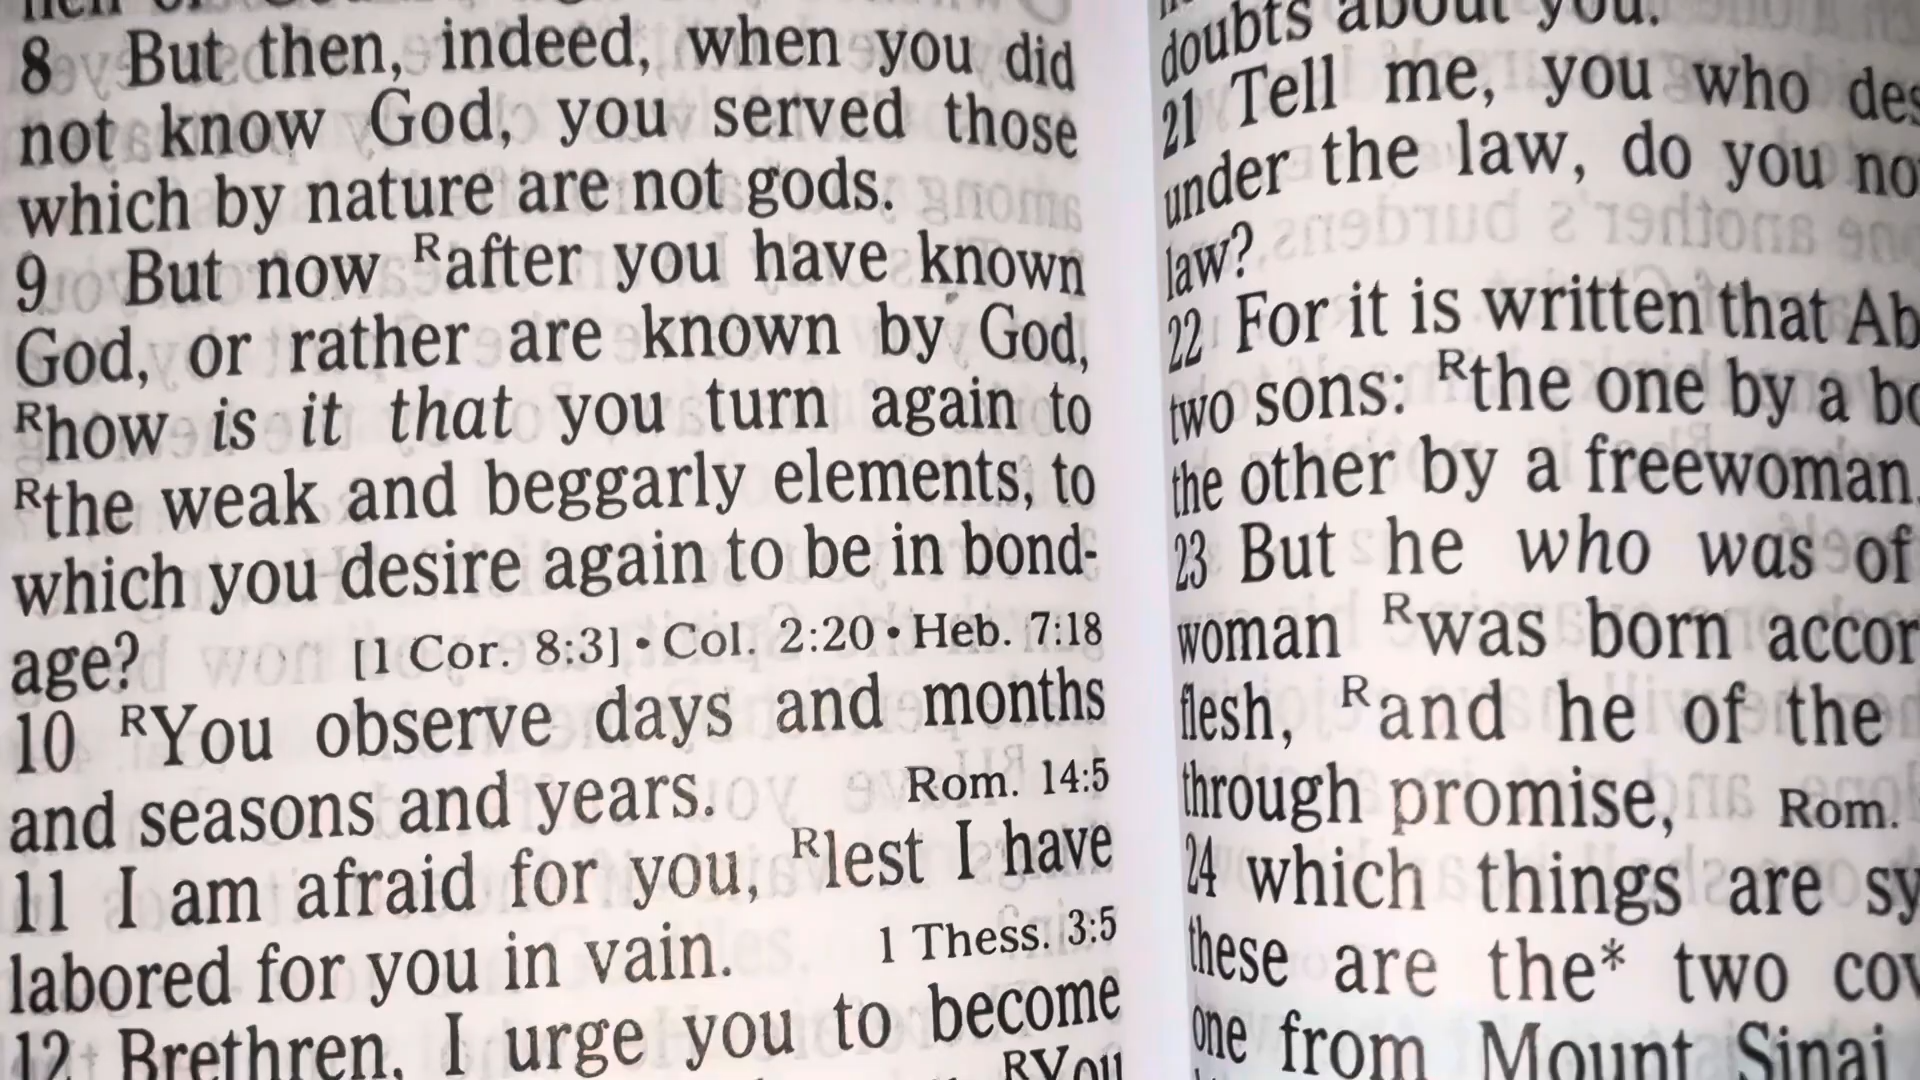 8 But then, indeed, when you did
not know God, you served those
which by nature are not gods.
9 But now Rafter you have known
God, or rather are known by God,
Rhow is it that you turn again to
Rthe weak and beggarly elements, to
which you desire again to be in bond-
age? [1 Cor. 8:3] • Col. 2:20 • Heb. 7:18
10 RYou observe days and months
and seasons and years. Rom. 14:5
11 I am afraid for you, Rlest I have
labored for you in vain. 1 Thess. 3:5
12 Brethren, I urge you to become
RYou
doubts about you.
21 Tell me, you who des
under the law, do you no
law?
22 For it is written that Ab
two sons: Rthe one by a bo
the other by a freewoman.
23 But he who was of
woman Rwas born accor
flesh, Rand he of the
through promise, Rom.
24 which things are sy
these are the* two cov
one from Mount Sinai